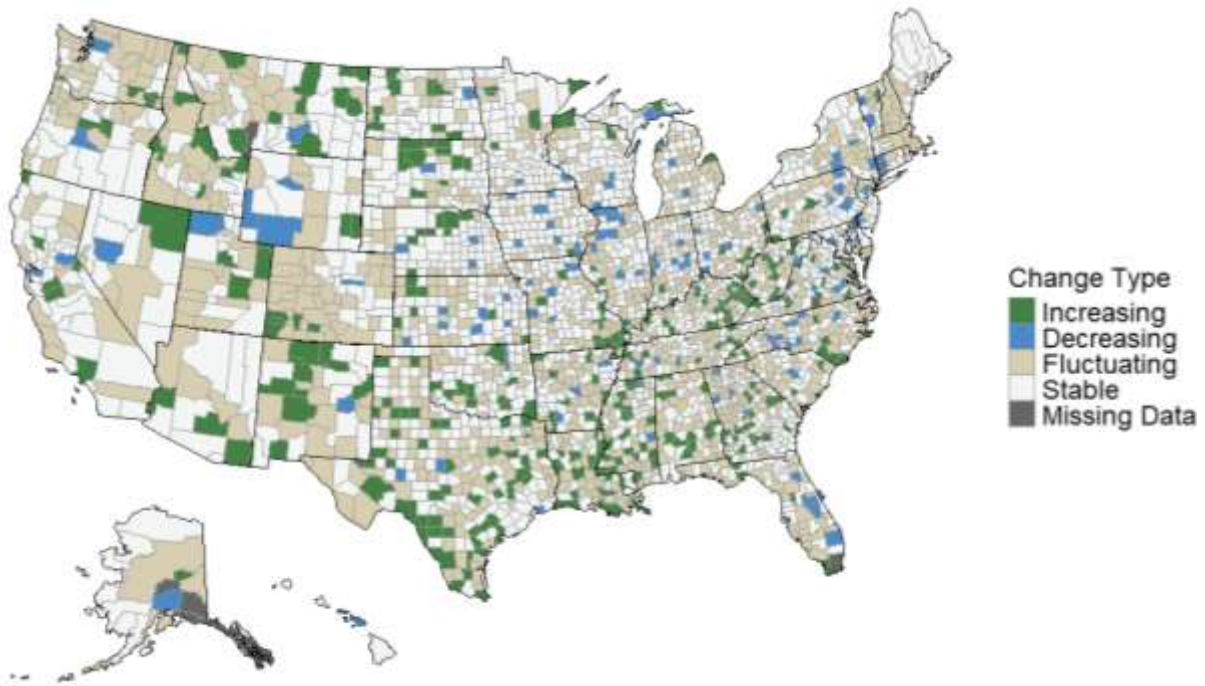 Change Type
Increasing
Decreasing
Fluctuating
Stable
Missing Data